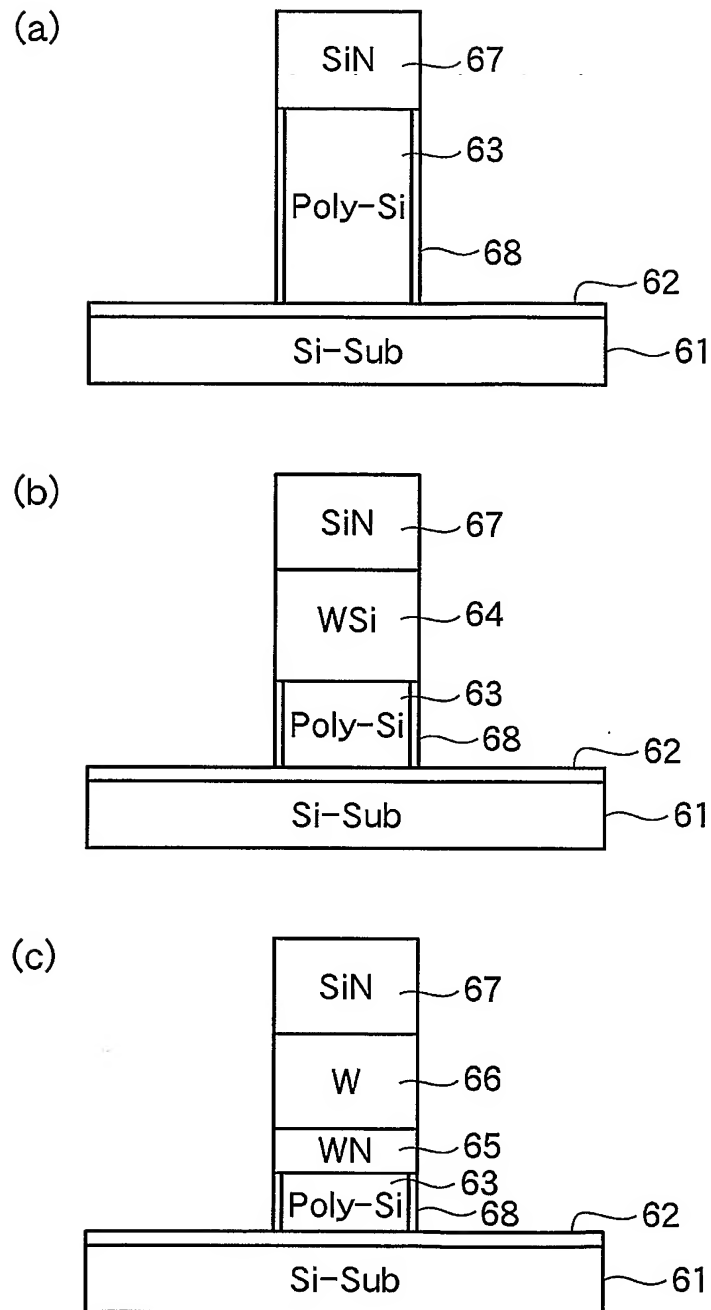 (a)
SiN 67
63
Poly-Si
68
62
Si-Sub 61
(b)
SiN 67
WSi 64
63
Poly-Si
68
62
Si-Sub 61
(c)
SiN 67
W 66
WN 65
63
Poly-Si 68
62
Si-Sub 61